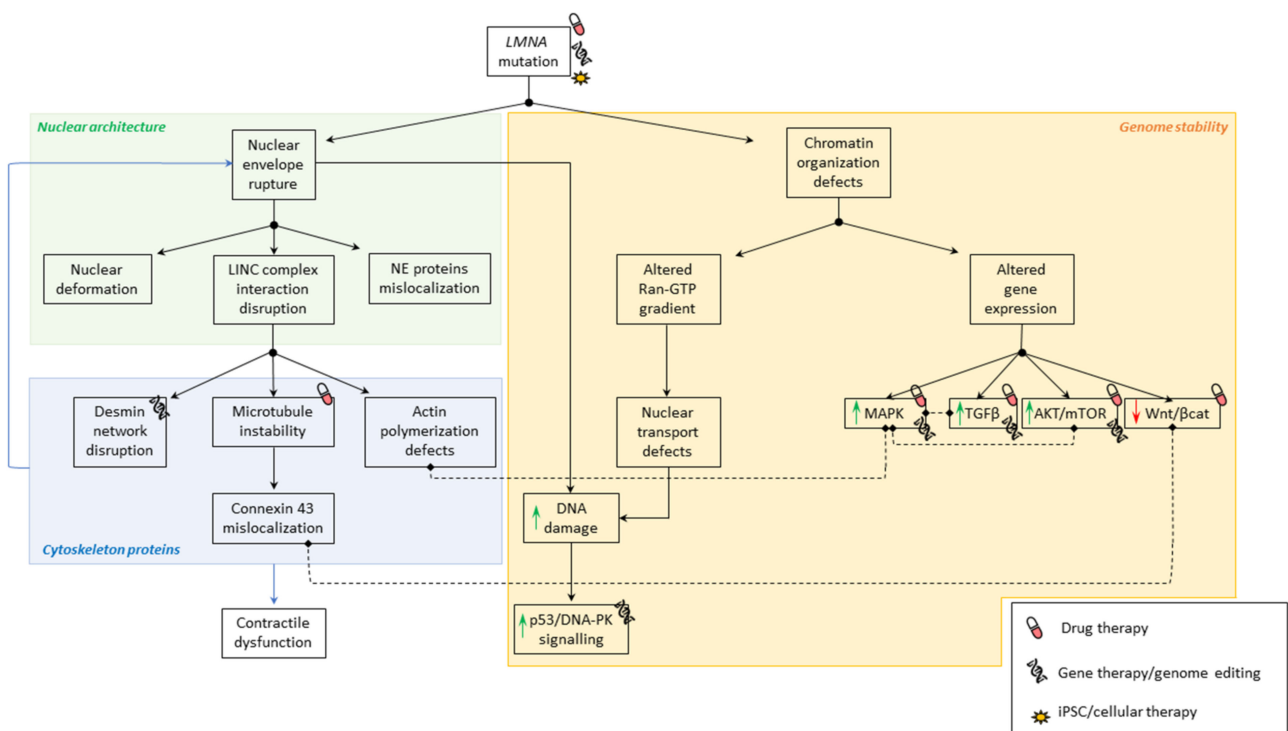 LMNA
mutation
Nuclear architecture
Genome stability
Nuclear
envelope
rupture
Chromatin
organization
defects
Nuclear
deformation
LINC complex
interaction
disruption
NE proteins
mislocalization
Altered
Ran-GTP
gradient
Altered
gene
expression
Desmin
network
disruption
Microtubule
instability
Actin
polymerization
defects
Nuclear
transport
defects
MAPK
TGFβ
AKT/mTOR
Wnt/βcat
Connexin 43
mislocalization
DNA
damage
Cytoskeleton proteins
Contractile
dysfunction
p53/DNA-PK
signalling
Drug therapy
Gene therapy/genome editing
iPSC/cellular therapy